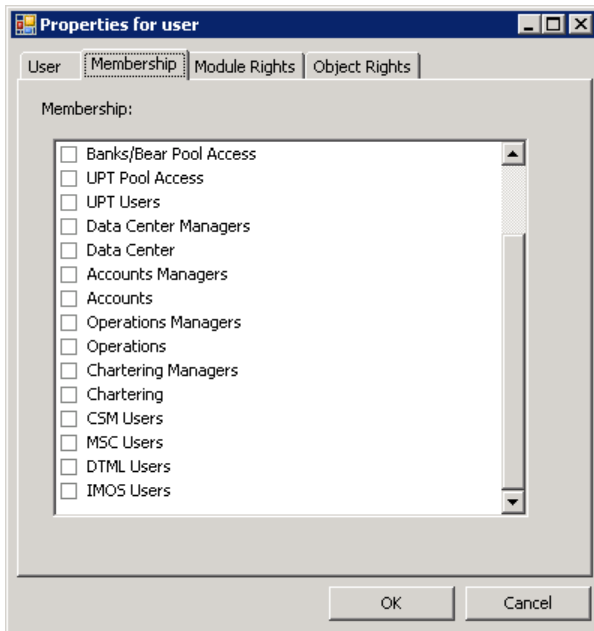 Properties for user
User Membership Module Rights Object Rights
Membership:
Banks/Bear Pool Access
UPT Pool Access
UPT Users
Data Center Managers
Data Center
Accounts Managers
Accounts
Operations Managers
Operations
Chartering Managers
Chartering
CSM Users
MSC Users
DTML Users
IMOS Users
OK Cancel